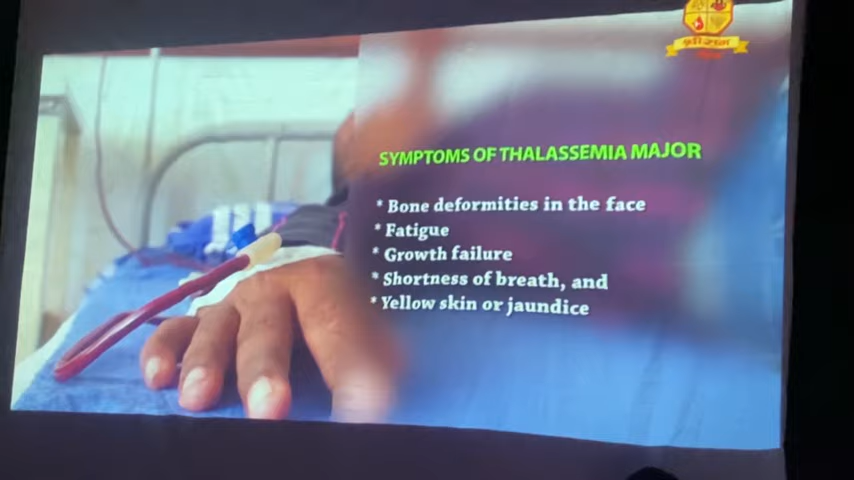 SYMPTOMS OF THALASSEMIA MAJOR
* Bone deformities in the face
* Fatigue
* Growth failure
* Shortness of breath, and
* Yellow skin or jaundice